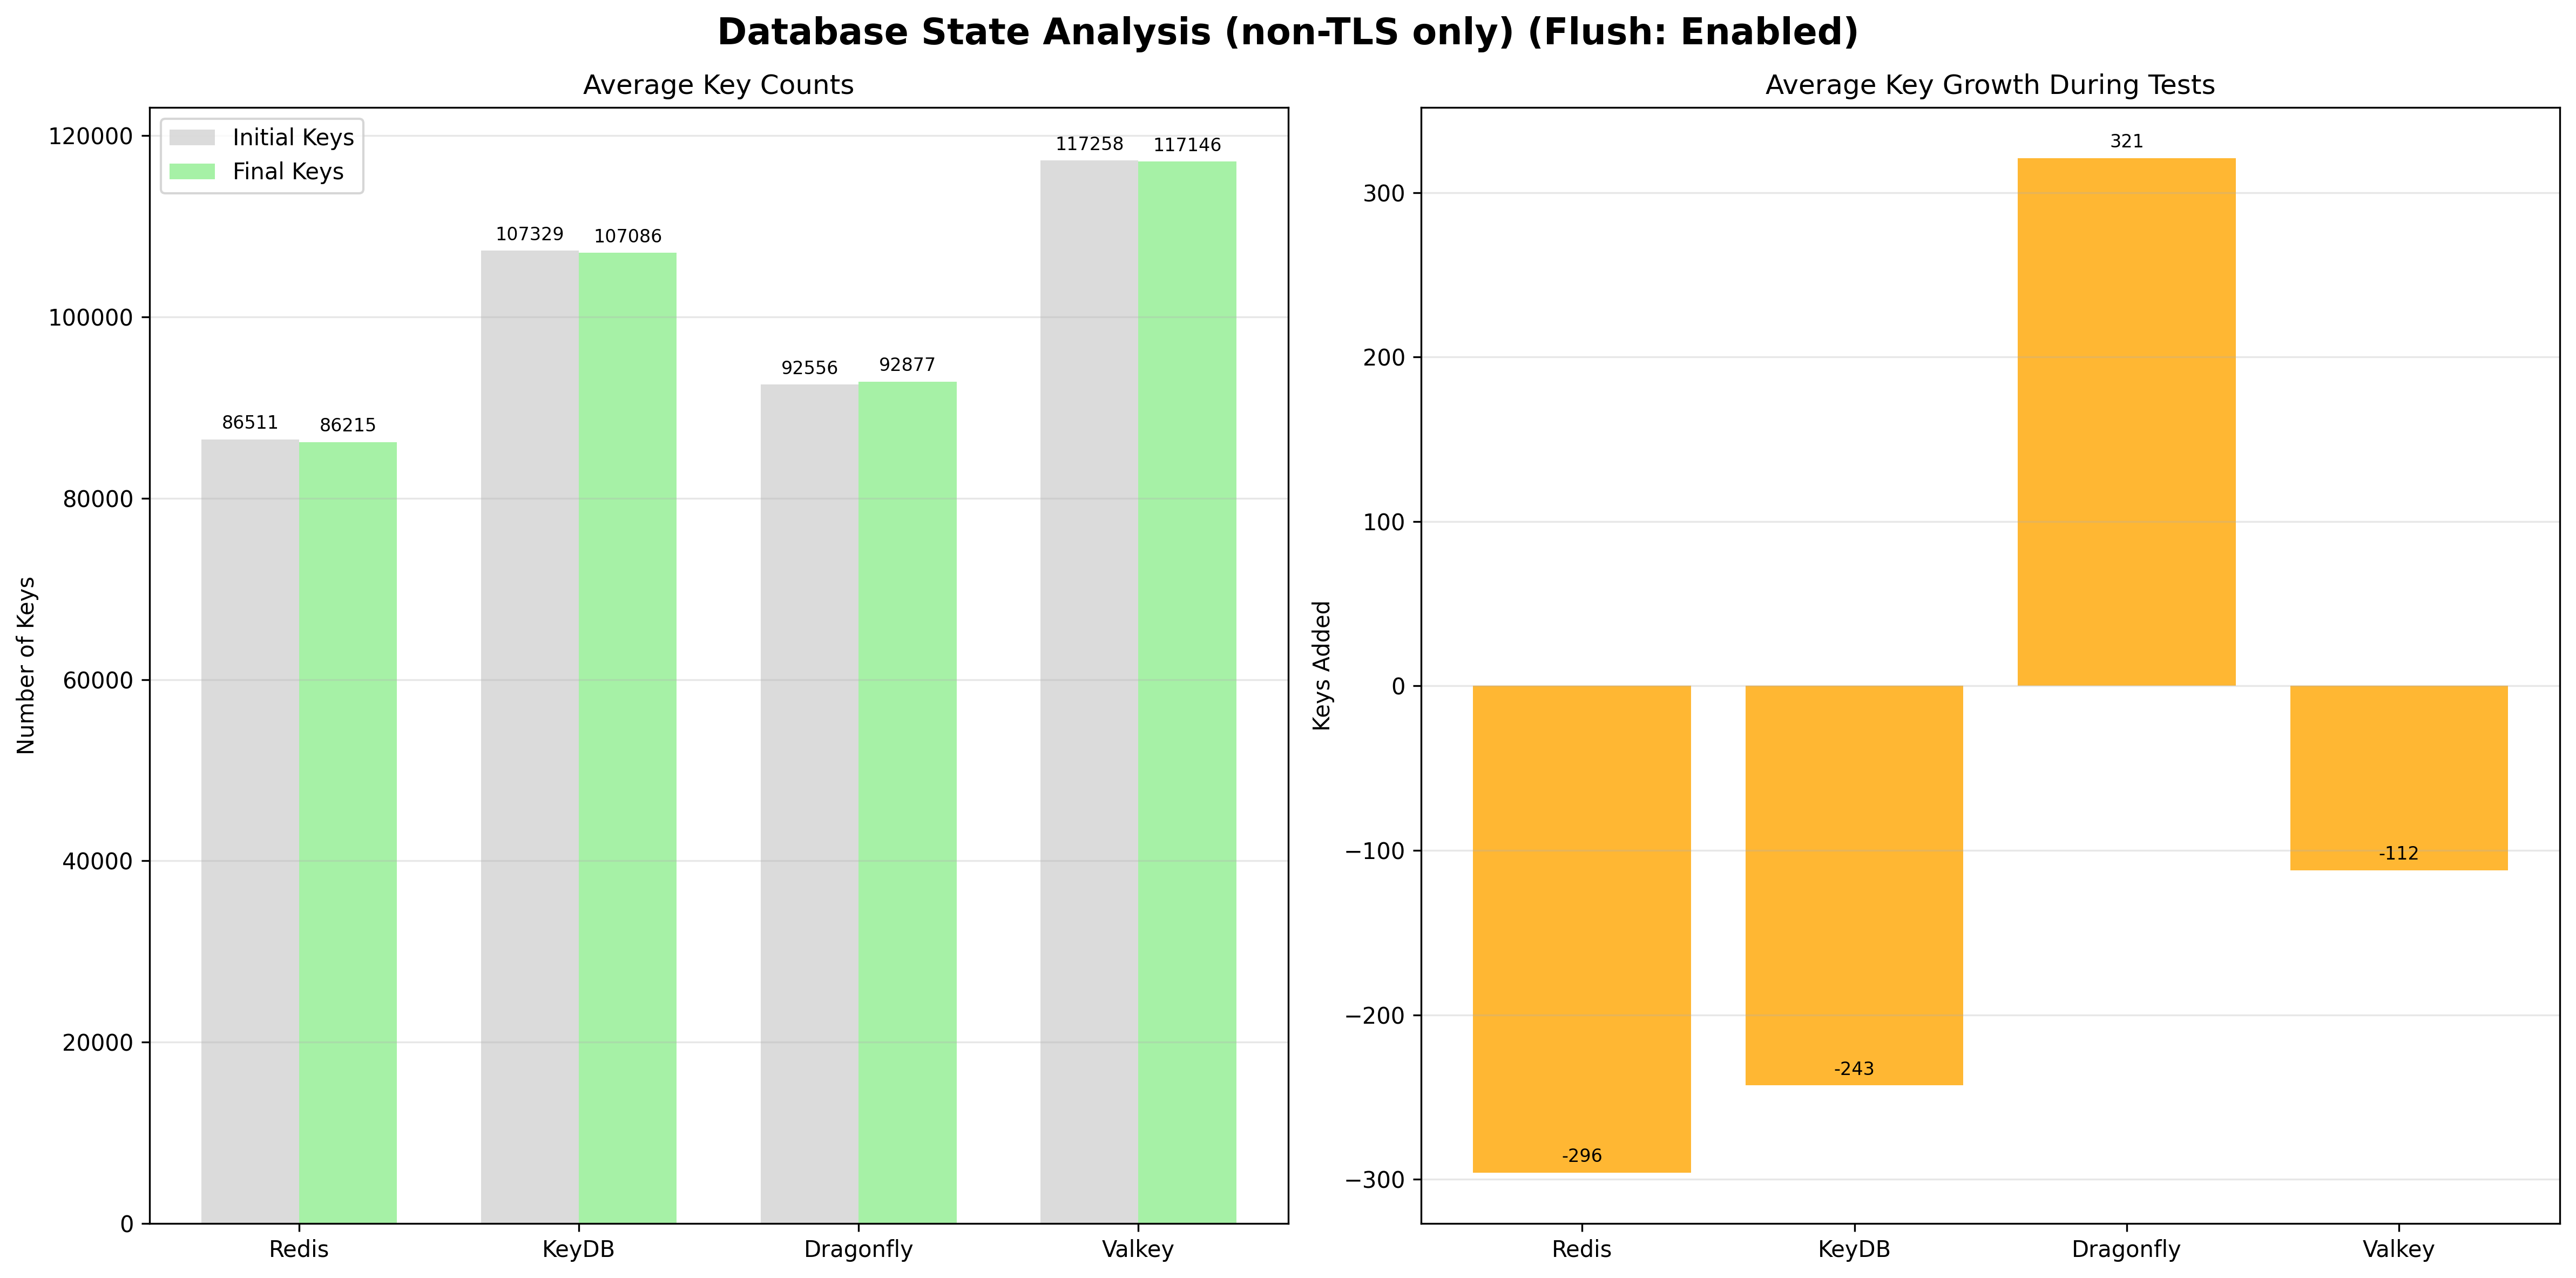 Database State Analysis (non-TLS only) (Flush: Enabled)
Average Key Counts
Initial Keys
Final Keys
Number of Keys
120000
100000
80000
60000
40000
20000
0
86511
86215
107329
107086
92556
92877
117258
117146
Redis
KeyDB
Dragonfly
Valkey
Average Key Growth During Tests
Keys Added
300
200
100
0
−100
−200
−300
-296
-243
321
-112
Redis
KeyDB
Dragonfly
Valkey